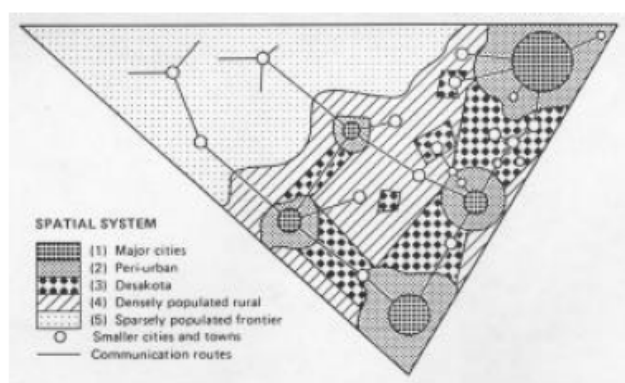 SPATIAL SYSTEM
(1) Major cities
(2) Peri-urban
(3) Desakota
(4) Densely populated rural
(5) Sparsely populated frontier
Smaller cities and towns
Communication routes